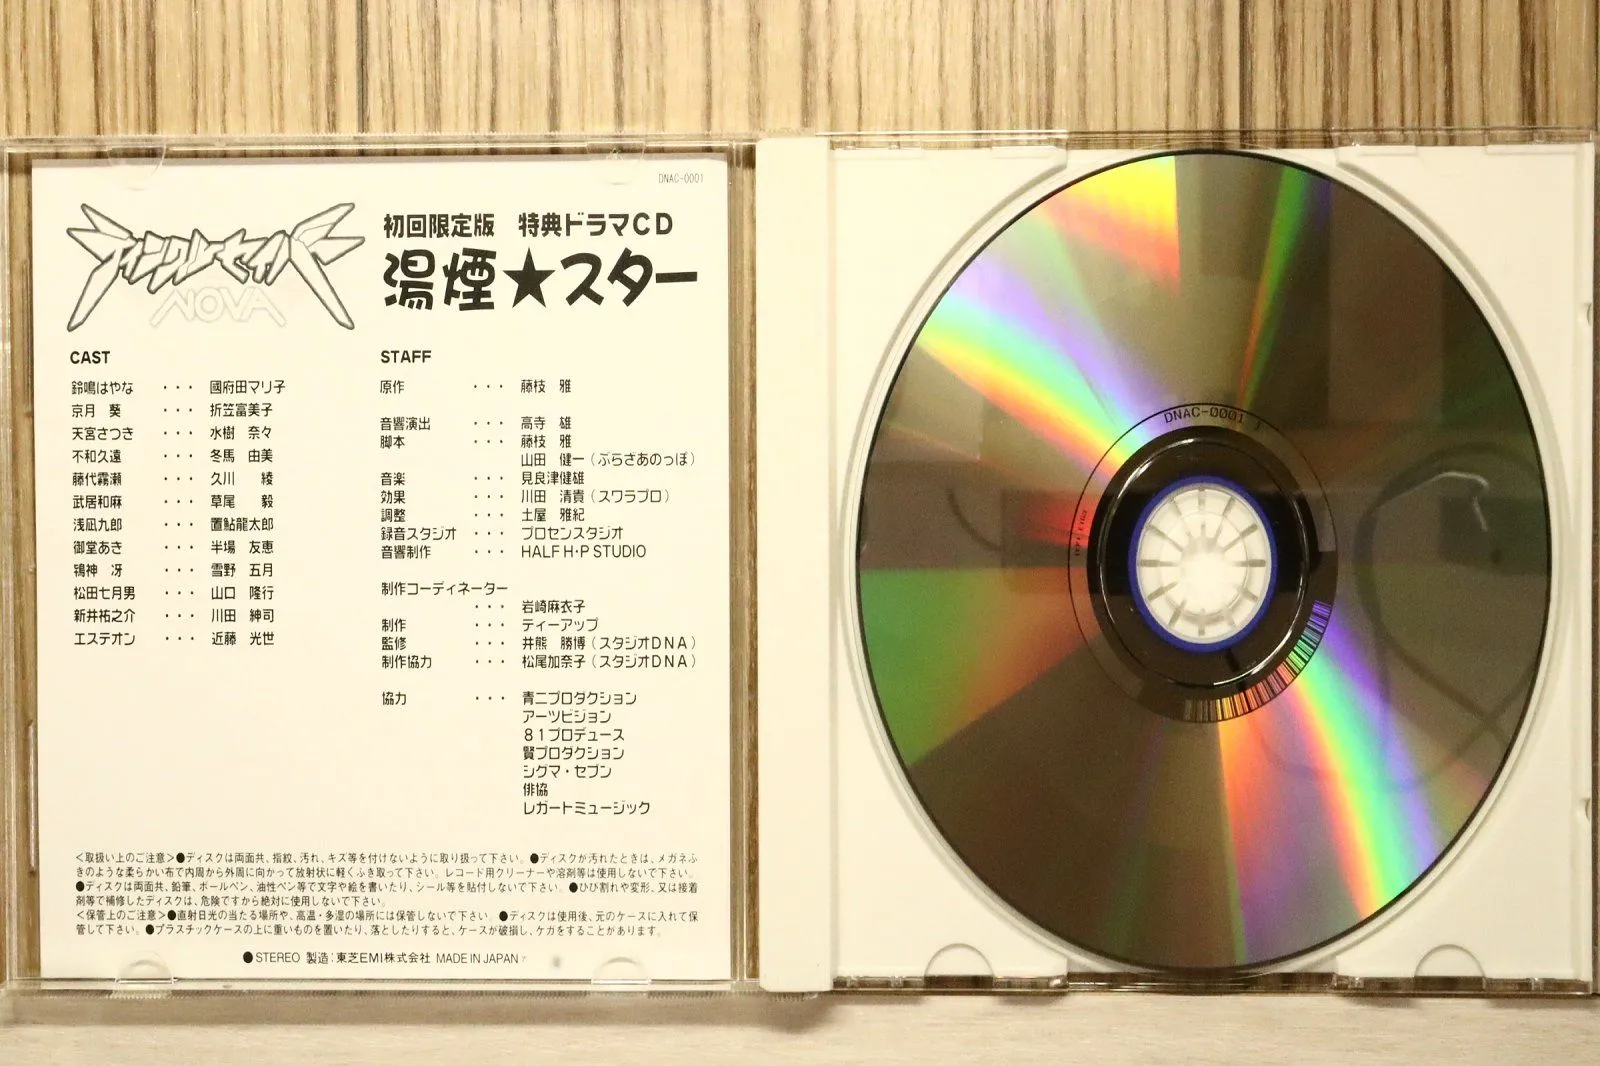 DNAC-0001
ティンクルセイバー
NOVA
初回限定版 特典ドラマCD
湯煙★スター
CAST
鈴鳴はやな ・・・ 國府田マリ子
京月 葵 ・・・ 折笠富美子
天宮さつき ・・・ 水樹 奈々
不和久遠 ・・・ 冬馬 由美
藤代霧瀬 ・・・ 久川 綾
武居和麻 ・・・ 草尾 毅
浅凪九郎 ・・・ 置鮎龍太郎
御堂あき ・・・ 半場 友恵
鴇神 冴 ・・・ 雪野 五月
松田七月男 ・・・ 山口 隆行
新井祐之介 ・・・ 川田 紳司
エステオン ・・・ 近藤 光世
STAFF
原作 ・・・ 藤枝 雅
音響演出 ・・・ 高寺 雄
脚本 ・・・ 藤枝 雅
山田 健一(ぶらざあのっぽ)
音楽 ・・・ 見良津健雄
効果 ・・・ 川田 清貴(スワラプロ)
調整 ・・・ 土屋 雅紀
録音スタジオ ・・・ プロセンスタジオ
音響制作 ・・・ HALF H・P STUDIO
制作コーディネーター
・・・ 岩崎麻衣子
制作 ・・・ ティーアップ
監修 ・・・ 井熊 勝博(スタジオDNA)
制作協力 ・・・ 松尾加奈子(スタジオDNA)
協力 ・・・ 青二プロダクション
アーツビジョン
81プロデュース
賢プロダクション
シグマ・セブン
俳協
レガートミュージック
<取扱い上のご注意>●ディスクは両面共、指紋、汚れ、キズ等を付けないように取り扱って下さい。●ディスクが汚れたときは、メガネふ
きのような柔らかい布で内周から外周に向かって放射状に軽くふき取って下さい。レコード用クリーナーや溶剤等は使用しないで下さい。
●ディスクは両面共、鉛筆、ボールペン、油性ペン等で文字や絵を書いたり、シール等を貼付しないで下さい。●ひび割れや変形、又は接着
剤等で補修したディスクは、危険ですから絶対に使用しないで下さい。
<保管上のご注意>●直射日光の当たる場所や、高温・多湿の場所には保管しないで下さい。●ディスクは使用後、元のケースに入れて保
管して下さい。●プラスチックケースの上に重いものを置いたり、落としたりすると、ケースが破損し、ケガをすることがあります。
●STEREO 製造:東芝EMI株式会社 MADE IN JAPAN
DNAC-0001 1